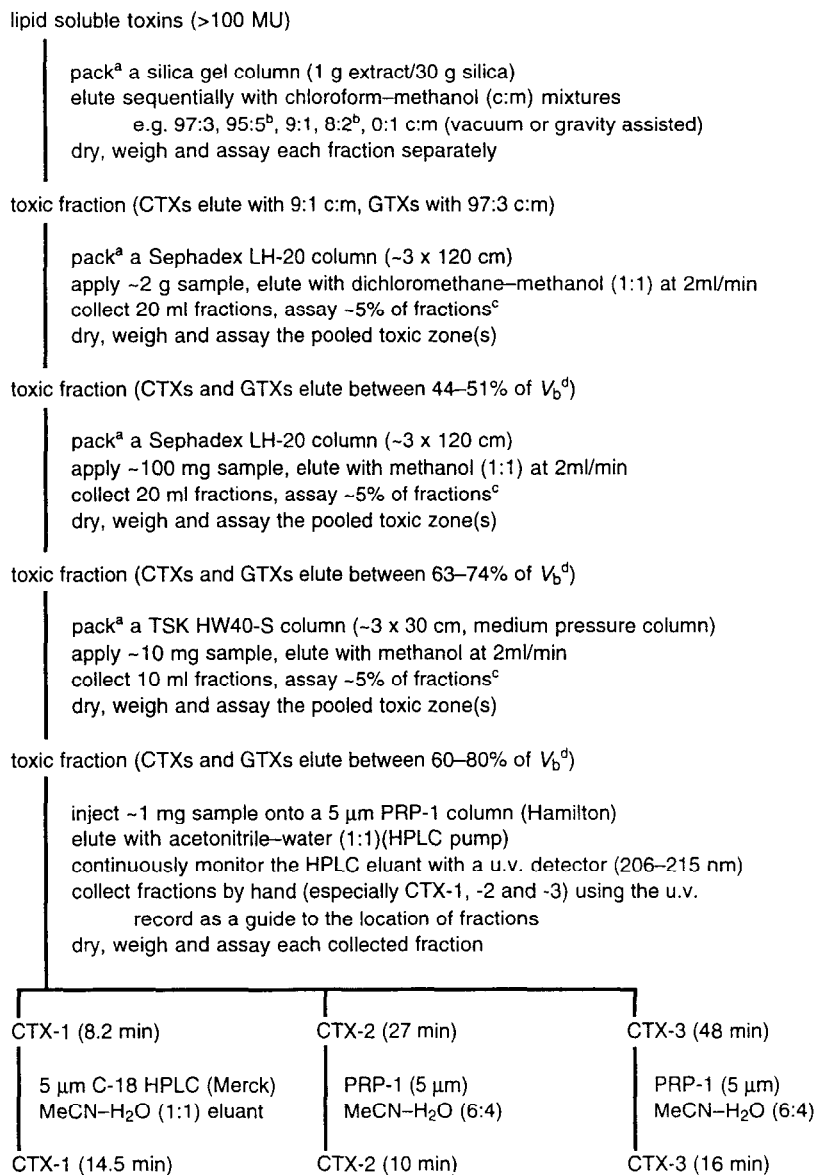 lipid soluble toxins (>100 MU)
packᵃ a silica gel column (1 g extract/30 g silica)
elute sequentially with chloroform–methanol (c:m) mixtures
e.g. 97:3, 95:5ᵇ, 9:1, 8:2ᵇ, 0:1 c:m (vacuum or gravity assisted)
dry, weigh and assay each fraction separately
toxic fraction (CTXs elute with 9:1 c:m, GTXs with 97:3 c:m)
packᵃ a Sephadex LH-20 column (~3 x 120 cm)
apply ~2 g sample, elute with dichloromethane–methanol (1:1) at 2ml/min
collect 20 ml fractions, assay ~5% of fractionsᶜ
dry, weigh and assay the pooled toxic zone(s)
toxic fraction (CTXs and GTXs elute between 44–51% of V_bᵈ)
packᵃ a Sephadex LH-20 column (~3 x 120 cm)
apply ~100 mg sample, elute with methanol (1:1) at 2ml/min
collect 20 ml fractions, assay ~5% of fractionsᶜ
dry, weigh and assay the pooled toxic zone(s)
toxic fraction (CTXs and GTXs elute between 63–74% of V_bᵈ)
packᵃ a TSK HW40-S column (~3 x 30 cm, medium pressure column)
apply ~10 mg sample, elute with methanol at 2ml/min
collect 10 ml fractions, assay ~5% of fractionsᶜ
dry, weigh and assay the pooled toxic zone(s)
toxic fraction (CTXs and GTXs elute between 60–80% of V_bᵈ)
inject ~1 mg sample onto a 5 µm PRP-1 column (Hamilton)
elute with acetonitrile–water (1:1)(HPLC pump)
continuously monitor the HPLC eluant with a u.v. detector (206–215 nm)
collect fractions by hand (especially CTX-1, -2 and -3) using the u.v.
record as a guide to the location of fractions
dry, weigh and assay each collected fraction
CTX-1 (8.2 min)
5 µm C-18 HPLC (Merck)
MeCN–H₂O (1:1) eluant
CTX-1 (14.5 min)
CTX-2 (27 min)
PRP-1 (5 µm)
MeCN–H₂O (6:4)
CTX-2 (10 min)
CTX-3 (48 min)
PRP-1 (5 µm)
MeCN–H₂O (6:4)
CTX-3 (16 min)